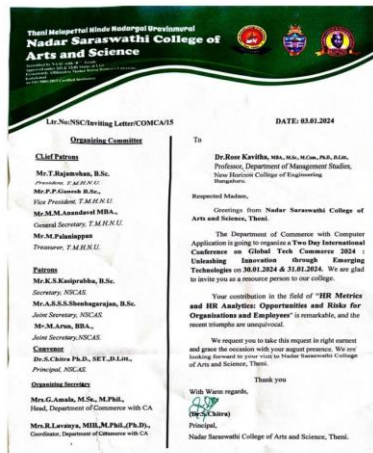 Theni Melapettai Hindu Nadargal Uravinmurai
Nadar Saraswathi College of
Arts and Science
Ltr.No:NSC/Inviting Letter/COMCA/15
DATE: 03.01.2024
Organizing Committee
Chief Patrons
Mr.T.Rajamohan, B.Sc.
President, T.M.H.N.U.
Mr.P.P.Ganesh B.Sc.,
Vice President, T.M.H.N.U.
Mr.M.M.Anandavel MBA.,
General Secretary, T.M.H.N.U.
Mr.M.Palaniappan
Treasurer, T.M.H.N.U.
Patrons
Mr.K.S.Kasiprabhu, B.Sc.
Secretary, NSCAS.
Mr.A.S.S.S.Shenbagarajan, B.Sc.
Joint Secretary, NSCAS.
Mr.M.Arun, BBA.,
Joint Secretary, NSCAS.
Convenor
Dr.S.Chitra Ph.D., SET.,D.Litt.,
Principal, NSCAS.
Organizing Secretary
Mrs.G.Amala, M.Sc., M.Phil.,
Head, Department of Commerce with CA
Mrs.R.Lavanya, MIB.,M.Phil.,(Ph.D).,
Coordinator, Department of Commerce with CA
To
Dr.Rose Kavitha, MBA., M.Sc., M.Com., Ph.D., D.Litt.,
Professor, Department of Management Studies,
New Horizon College of Engineering
Bengaluru.
Respected Madam,
Greetings from Nadar Saraswathi College of
Arts and Science, Theni.
The Department of Commerce with Computer
Application is going to organize a Two Day International
Conference on Global Tech Commerce 2024 :
Unleashing Innovation through Emerging
Technologies on 30.01.2024 & 31.01.2024. We are glad
to invite you as a resource person to our college.
Your contribution in the field of "HR Metrics
and HR Analytics: Opportunities and Risks for
Organisations and Employees" is remarkable, and the
recent triumphs are unequivocal.
We request you to take this request in right earnest
and grace the occasion with your august presence. We are
looking forward to your visit to Nadar Saraswathi College
of Arts and Science, Theni.
Thank you
With Warm regards,
(Dr.S.Chitra)
Principal,
Nadar Saraswathi College of Arts and Science, Theni.